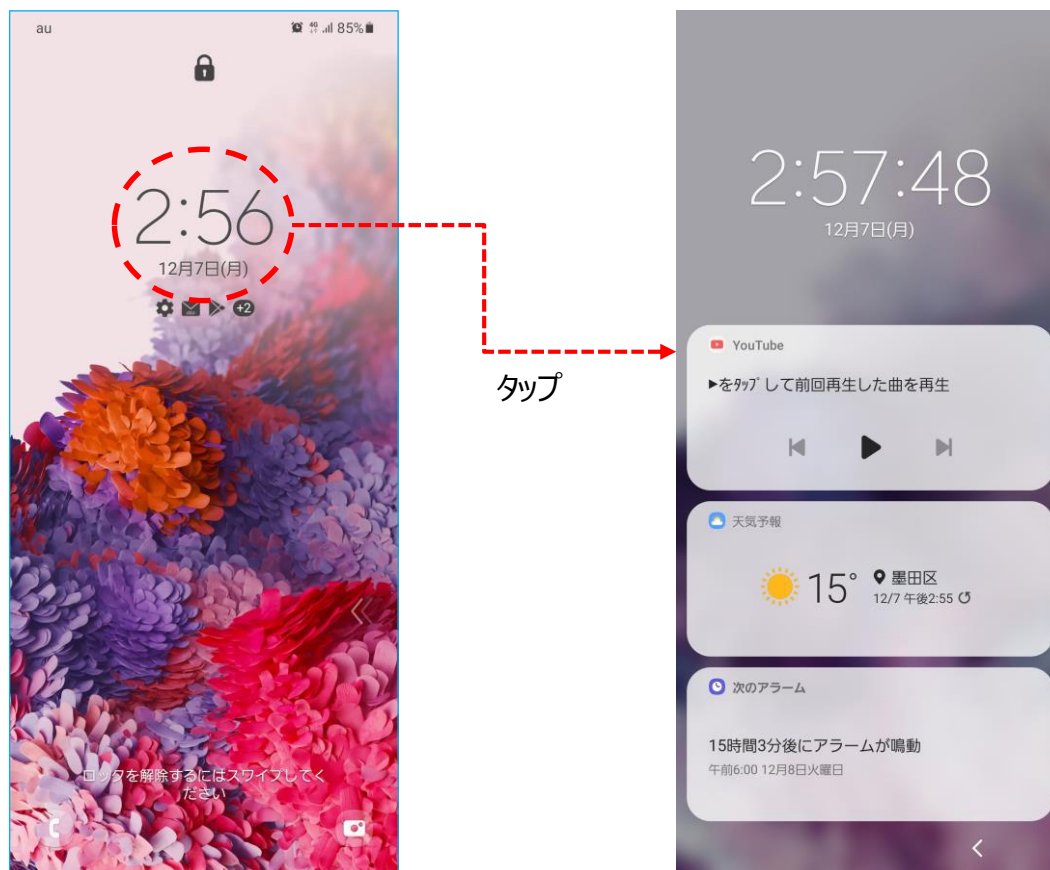 au
4G
85%
2:56
12月7日(月)
+2
ロックを解除するにはスワイプしてく
ださい
タップ
2:57:48
12月7日(月)
YouTube
▶をﾀｯﾌﾟして前回再生した曲を再生
天気予報
15°
墨田区
12/7 午後2:55
次のアラーム
15時間3分後にアラームが鳴動
午前6:00 12月8日火曜日